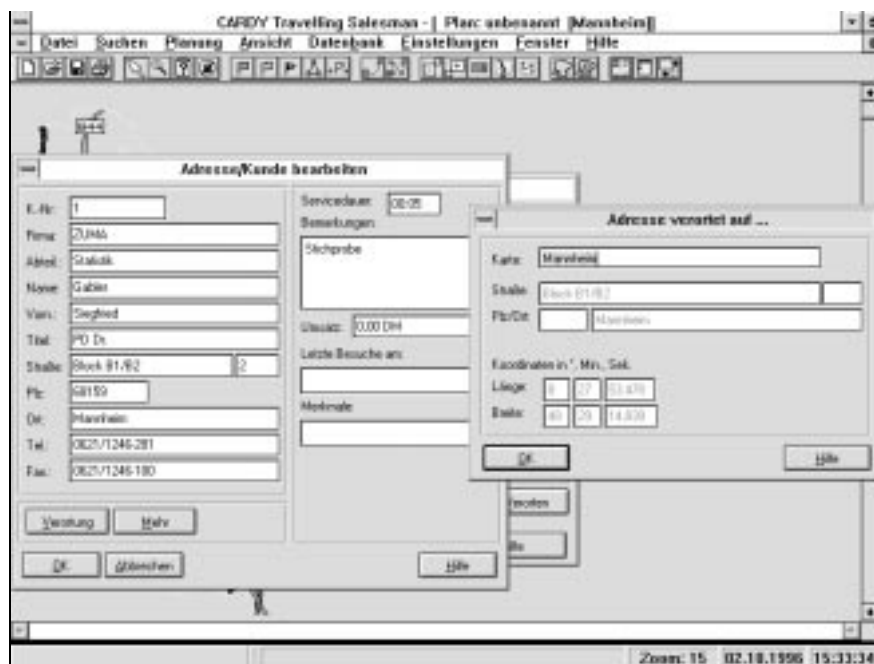 CARDY Travelling Salesman - [ Plan: unbenannt [Mannheim]]
Datei Suchen Planung Ansicht Datenbank Einstellungen Fenster Hilfe
Adresse/Kunde bearbeiten
K.-Nr.: 1
Firma: ZUMA
Abteil.: Statistik
Name: Gabler
Vorn.: Siegfried
Titel: PD Dr.
Straße: Block B1/B2 2
Plz: 68159
Ort: Mannheim
Tel.: 0621/1246-281
Fax.: 0621/1246-100
Verortung Mehr
OK Abbrechen Hilfe
Servicedauer: 00:05
Bemerkungen:
Stichprobe
Umsatz: 0,00 DM
Letzte Besuche am:
Merkmale:
Adresse verortet auf ...
Karte: Mannheim
Straße: Block B1/B2
Plz/Ort: Mannheim
Koordinaten in °, Min., Sek.
Länge: 8 27
Breite: 29
OK Hilfe
Zoom: 15 02.10.1996 15:33:34